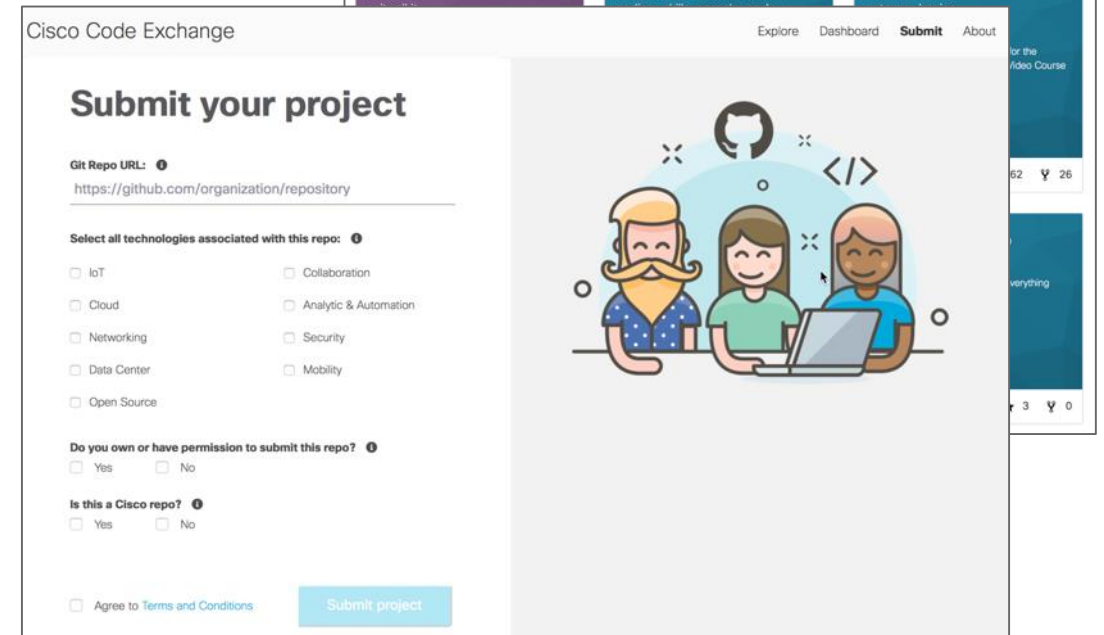 Cisco Code Exchange
Explore Dashboard Submit About
Submit your project
Git Repo URL:
https://github.com/organization/repository
Select all technologies associated with this repo:
IoT Collaboration
Cloud Analytic & Automation
Networking Security
Data Center Mobility
Open Source
Do you own or have permission to submit this repo?
Yes No
Is this a Cisco repo?
Yes No
Agree to Terms and Conditions Submit project
</>
for the
Video Course
62 26
verything
3 0